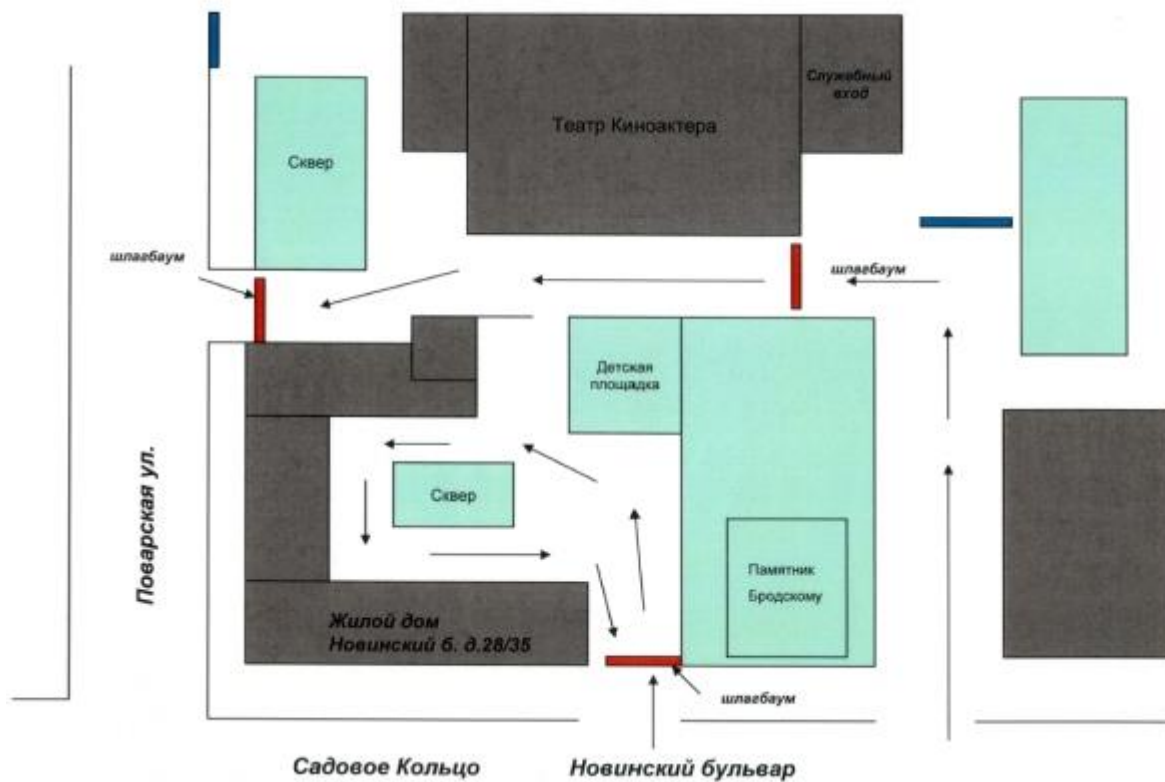 Служебный
вход
Театр Киноактера
Сквер
шлагбаум
шлагбаум
Детская
площадка
Сквер
Поварская ул.
Памятник
Бродскому
Жилой дом
Новинский б. д.28/35
шлагбаум
Садовое Кольцо
Новинский бульвар